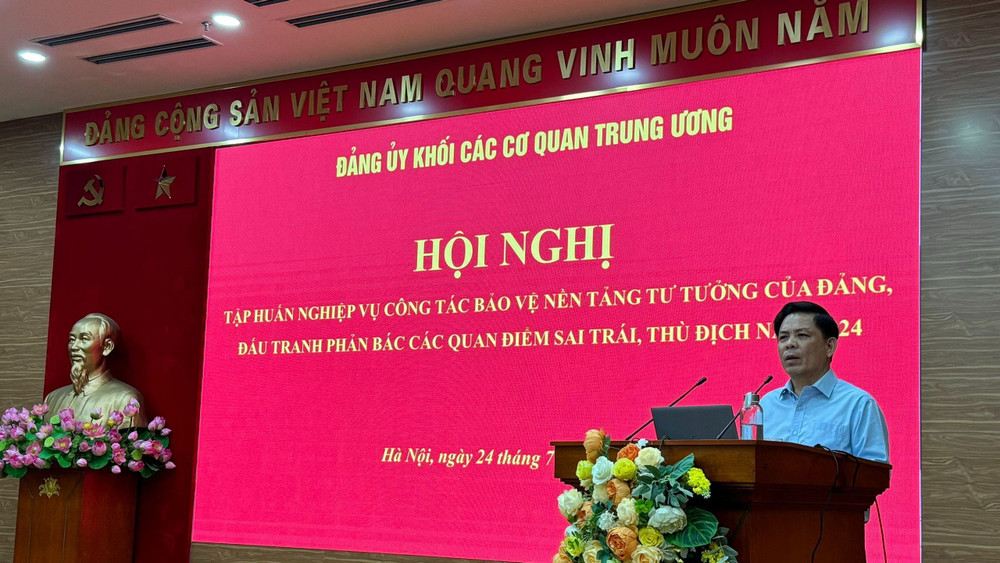 ĐẢNG CỘNG SẢN VIỆT NAM QUANG VINH MUÔN NĂM
ĐẢNG ỦY KHỐI CÁC CƠ QUAN TRUNG ƯƠNG
HỘI NGHỊ
TẬP HUẤN NGHIỆP VỤ CÔNG TÁC BẢO VỆ NỀN TẢNG TƯ TƯỞNG CỦA ĐẢNG,
ĐẤU TRANH PHẢN BÁC CÁC QUAN ĐIỂM SAI TRÁI, THÙ ĐỊCH 24
Hà Nội, ngày 24 tháng 7